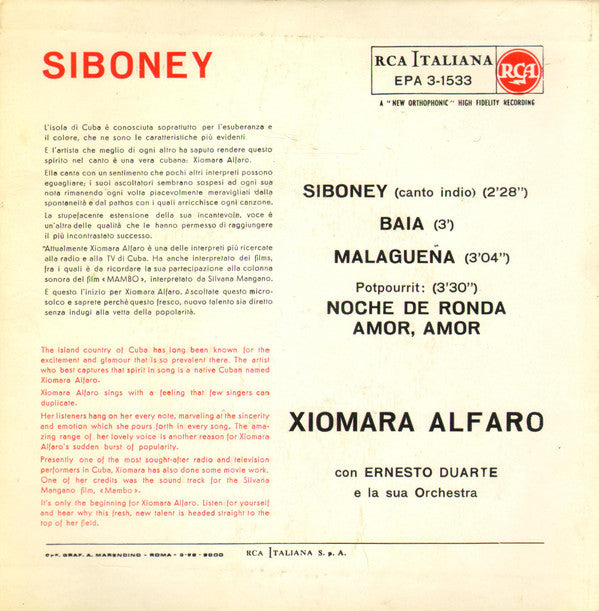 SIBONEY
RCA ITALIANA
EPA 3-1533
RCA
A "NEW ORTHOPHONIC" HIGH FIDELITY RECORDING
L'isola di Cuba è conosciuta soprattutto per l'esuberanza e
il colore, che ne sono le caratteristiche più evidenti.
E l'artista che meglio di ogni altro ha saputo rendere questo
spirito nel canto è una vera cubana: Xiomara Alfaro.
Ella canta con un sentimento che pochi altri interpreti possono
eguagliare; i suoi ascoltatori sembrano sospesi ad ogni sua
nota rimanendo ogni volta piacevolmente meravigliati dalla
spontaneità e dal pathos con i quali arricchisce ogni canzone.
La stupefacente estensione della sua incantevole, voce è
un'altra delle qualità che le hanno permesso di raggiungere
il più incontrastato successo.
"Attualmente Xiomara Alfaro è una delle interpreti più ricercate
alla radio e alla TV di Cuba. Ha anche interpretato dei films,
fra i quali è da ricordare la sua partecipazione alla colonna
sonora del film «MAMBO», interpretato da Silvana Mangano.
E questo l'inizio per Xiomara Alfaro. Ascoltate questo micro-
solco e saprete perchè questo fresco, nuovo talento sia diretto
senza indugi alla vetta della popolarità.
The island country of Cuba has long been known for the
excitement and glamour that is so prevalent there. The artist
who best captures that spirit in song is a native Cuban named
Xiomara Alfaro.
Xiomara Alfaro sings with a feeling that few singers can
duplicate.
Her listeners hang on her every note, marveling at the sincerity
and emotion which she pours forth in every song. The ama-
zing range of her lovely voice is another reason for Xiomara
Alfaro's sudden burst of popularity.
Presently one of the most sought-after radio and television
performers in Cuba, Xiomara has also done some movie work.
One of her credits was the sound track for the Silvana
Mangano film, «Mambo».
It's only the beginning for Xiomara Alfaro. Listen for yourself
and hear why this fresh, new talent is headed straight to the
top of her field.
SIBONEY (canto indio) (2'28")
BAIA (3')
MALAGUEÑA (3'04")
Potpourrit: (3'30")
NOCHE DE RONDA
AMOR, AMOR
XIOMARA ALFARO
con ERNESTO DUARTE
e la sua Orchestra
GRAF. A. MARENDINO - ROMA
RCA ITALIANA S. p. A.